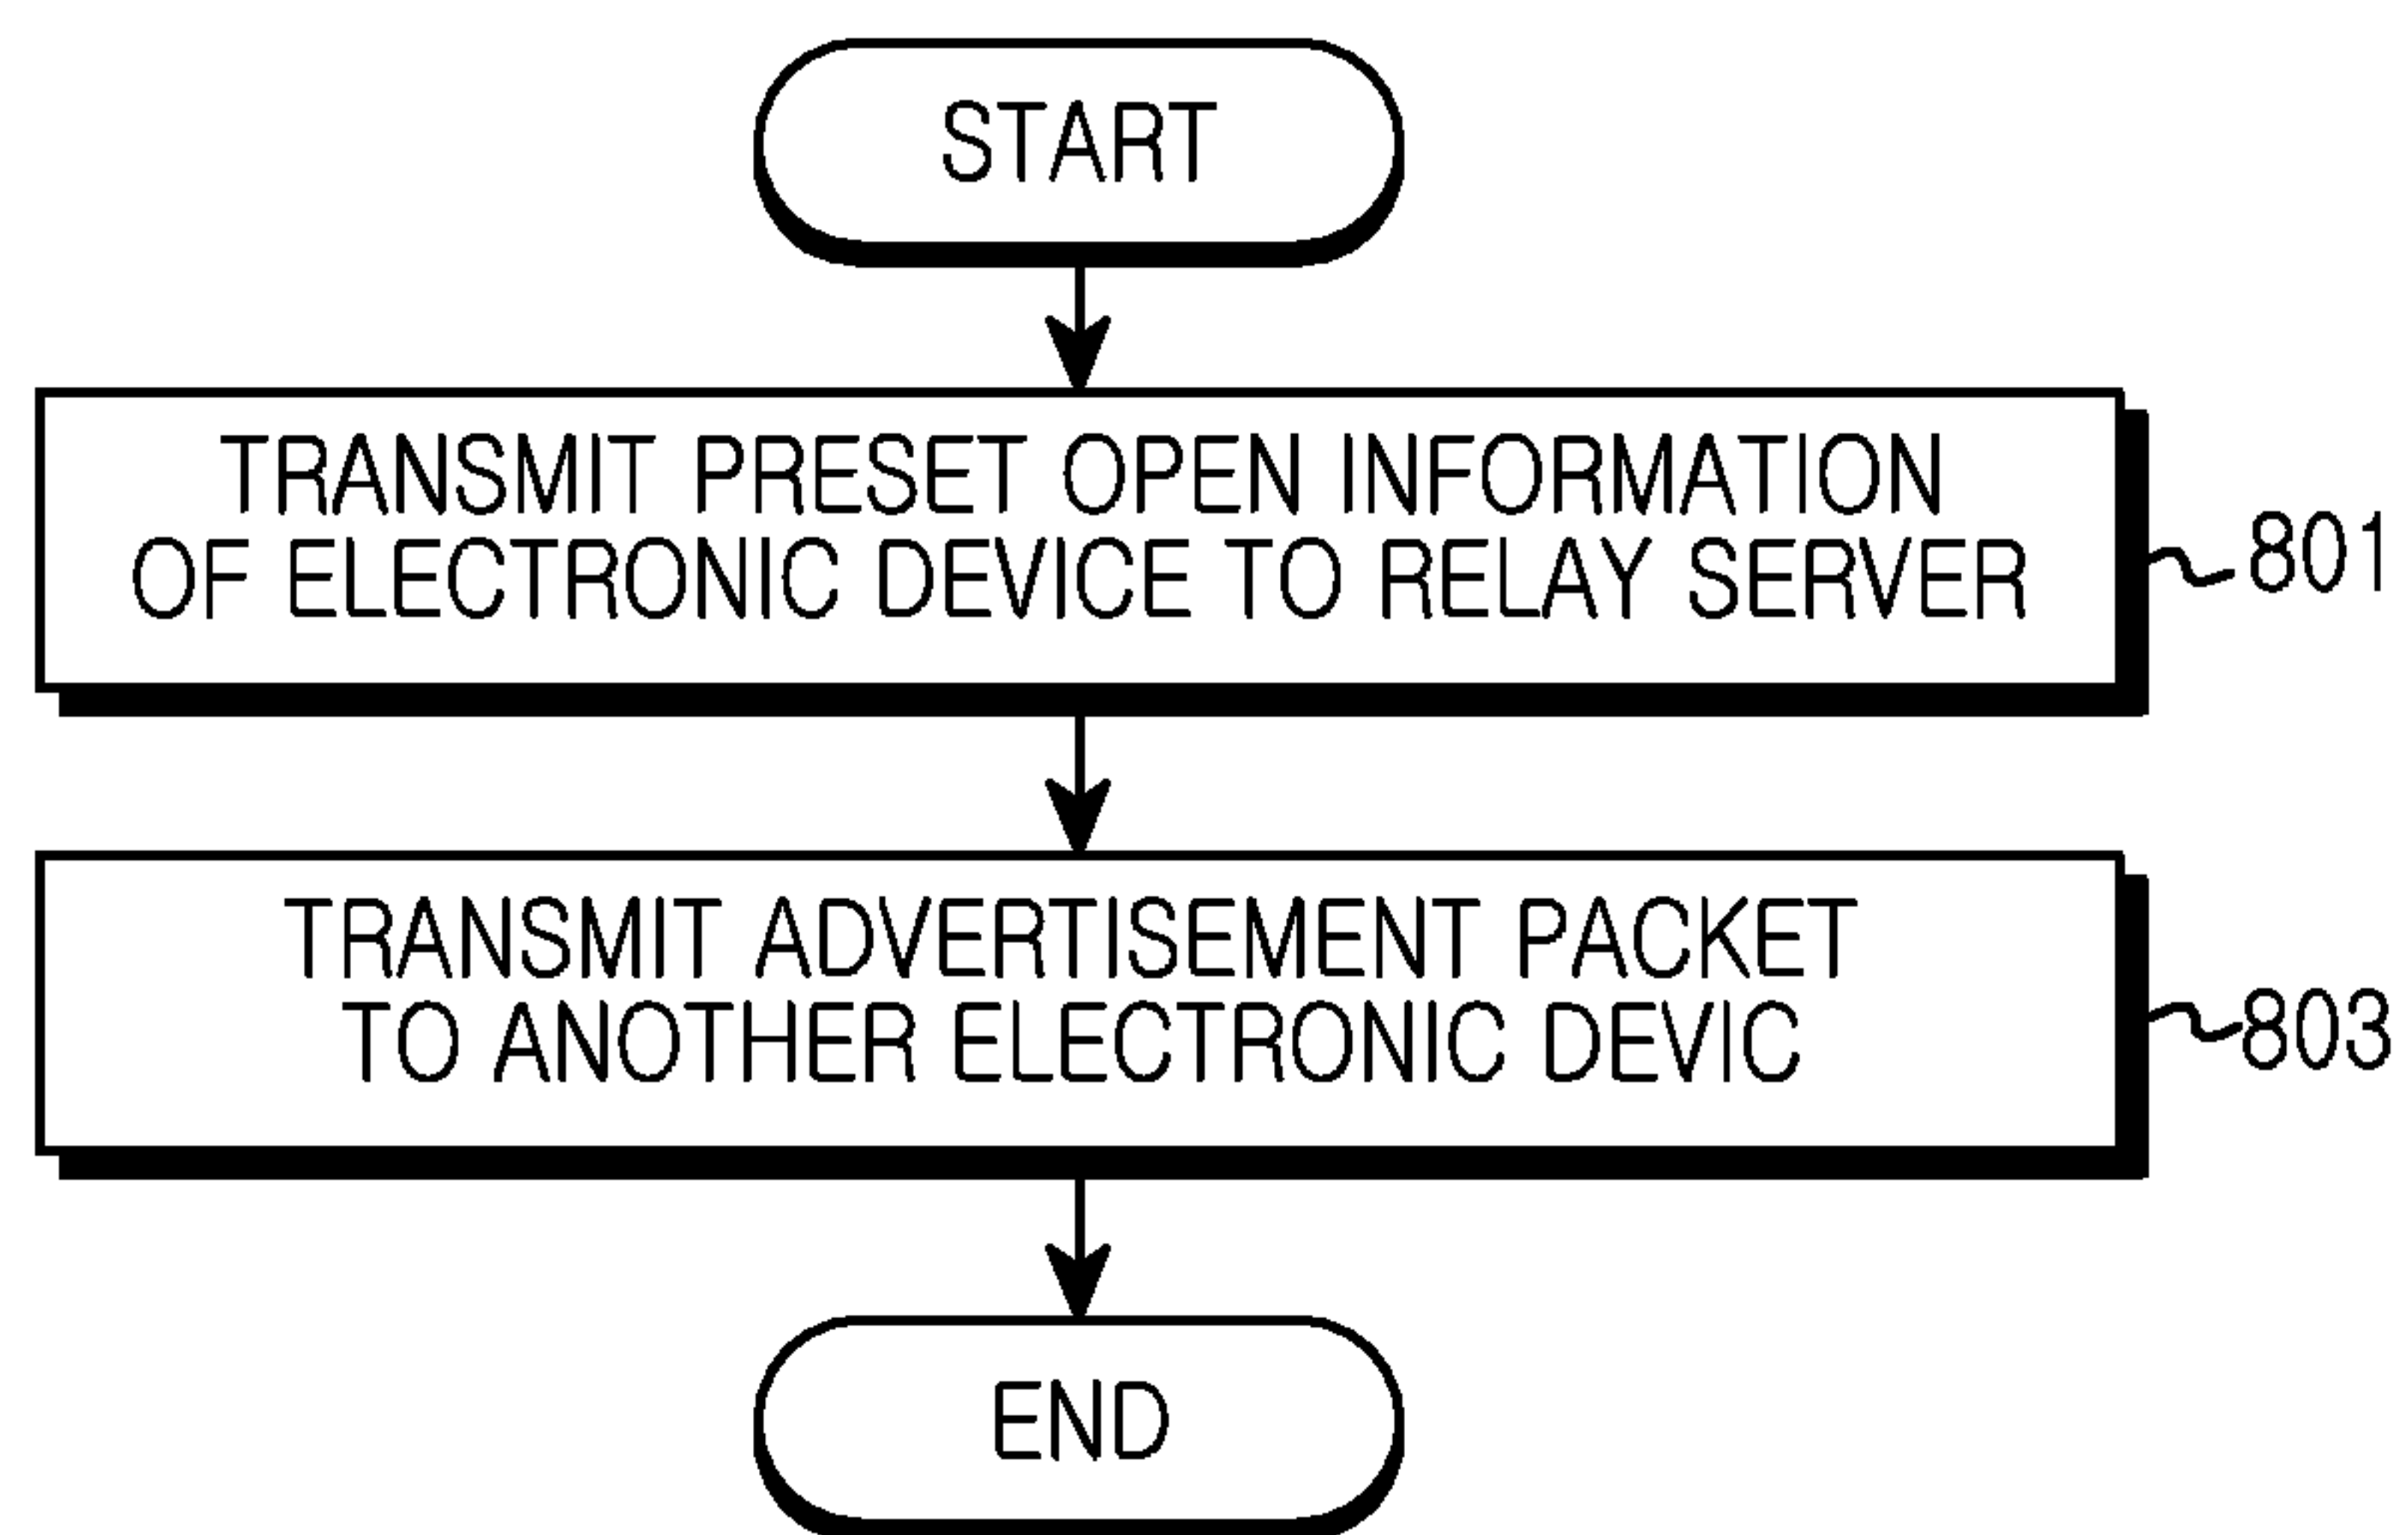 START
TRANSMIT PRESET OPEN INFORMATION
OF ELECTRONIC DEVICE TO RELAY SERVER
801
TRANSMIT ADVERTISEMENT PACKET
TO ANOTHER ELECTRONIC DEVIC
803
END